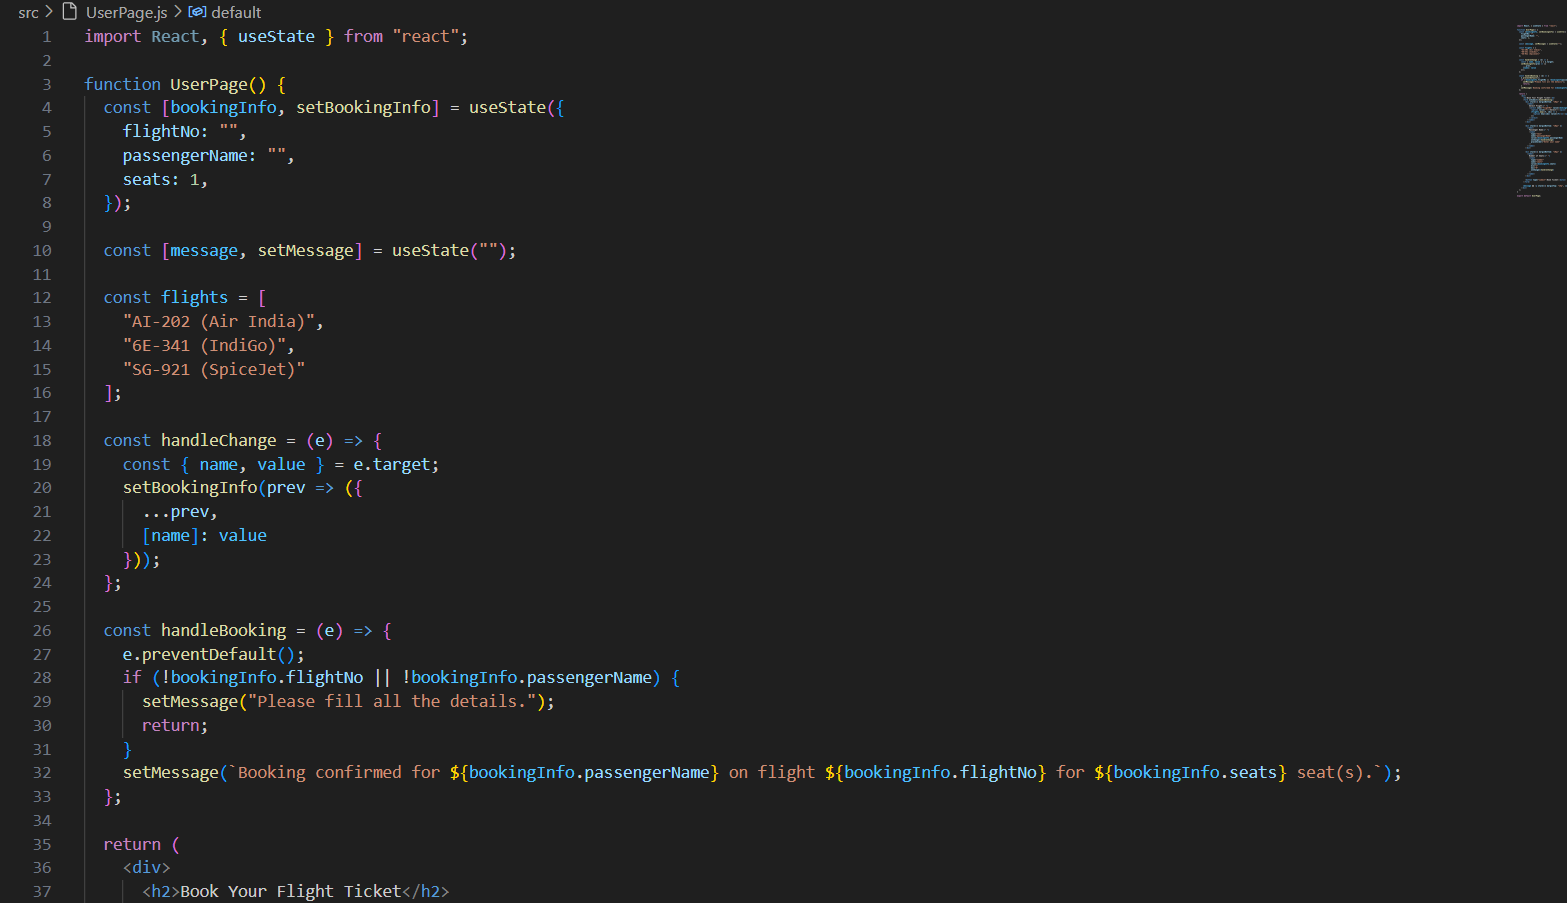 src > UserPage.js > default
1 import React, { useState } from "react";
2
3 function UserPage() {
4 const [bookingInfo, setBookingInfo] = useState({
5 flightNo: "",
6 passengerName: "",
7 seats: 1,
8 });
9
10 const [message, setMessage] = useState("");
11
12 const flights = [
13 "AI-202 (Air India)",
14 "6E-341 (IndiGo)",
15 "SG-921 (SpiceJet)"
16 ];
17
18 const handleChange = (e) => {
19 const { name, value } = e.target;
20 setBookingInfo(prev => ({
21 ...prev,
22 [name]: value
23 }));
24 };
25
26 const handleBooking = (e) => {
27 e.preventDefault();
28 if (!bookingInfo.flightNo || !bookingInfo.passengerName) {
29 setMessage("Please fill all the details.");
30 return;
31 }
32 setMessage(`Booking confirmed for ${bookingInfo.passengerName} on flight ${bookingInfo.flightNo} for ${bookingInfo.seats} seat(s).`);
33 };
34
35 return (
36 <div>
37 <h2>Book Your Flight Ticket</h2>